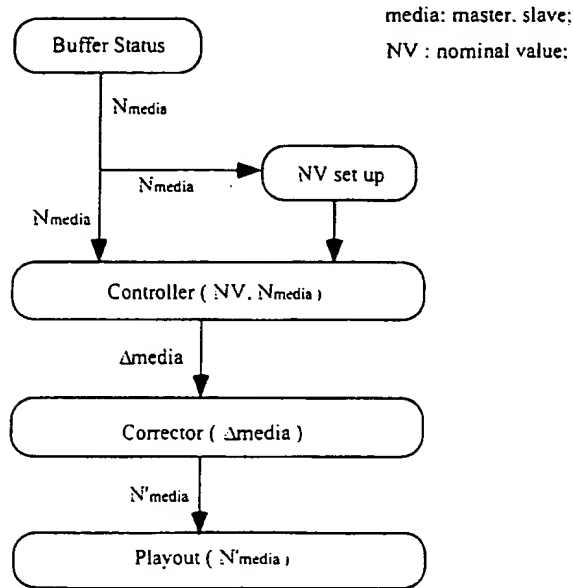 media: master. slave;
Buffer Status
NV : nominal value;
Nmedia
Nmedia
NV set up
Nmedia
Controller ( NV. Nmedia )
Δmedia
Corrector ( Δmedia )
N'media
Playout ( N'media )